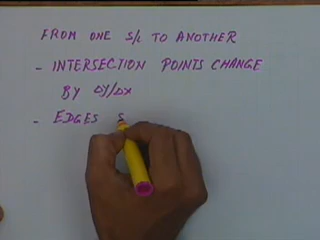 FROM ONE S/L TO ANOTHER
- INTERSECTION POINTS CHANGE
BY ΔY/ΔX
- EDGES S